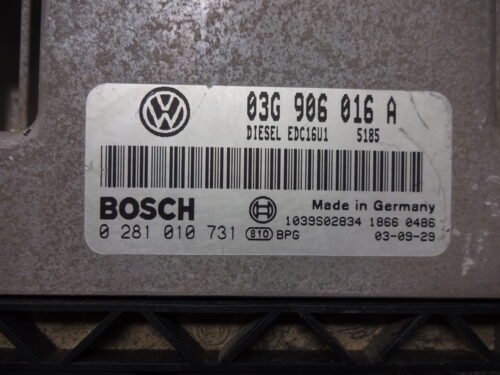 03G 906 016 A
DIESEL EDC16U1 5185
BOSCH
Made in Germany
1039S02834 1866 0486
0 281 010 731 810 BPG 03-09-29